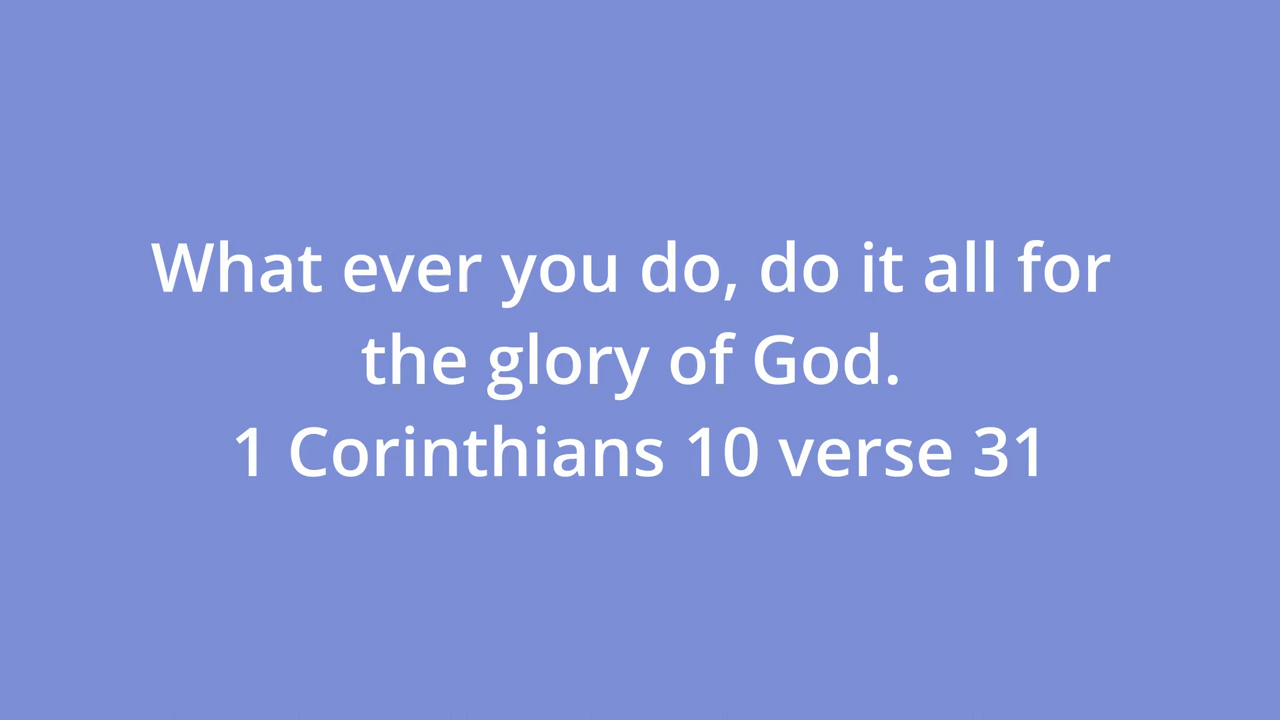 What ever you do, do it all for
the glory of God.
1 Corinthians 10 verse 31